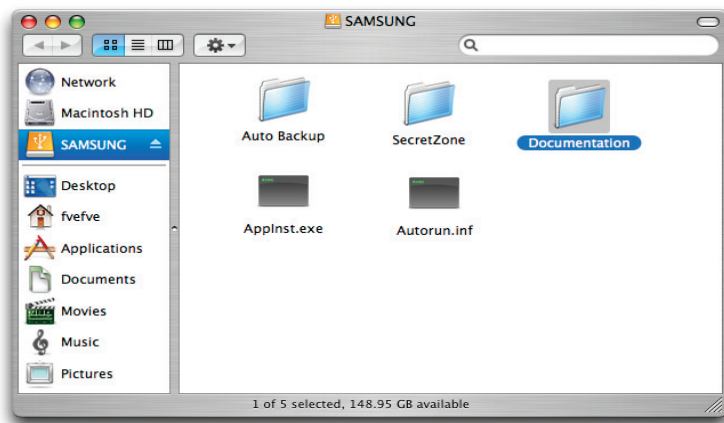 SAMSUNG
Network
Macintosh HD
SAMSUNG
Desktop
fvefve
Applications
Documents
Movies
Music
Pictures
Auto Backup
SecretZone
Documentation
AppInst.exe
Autorun.inf
1 of 5 selected, 148.95 GB available